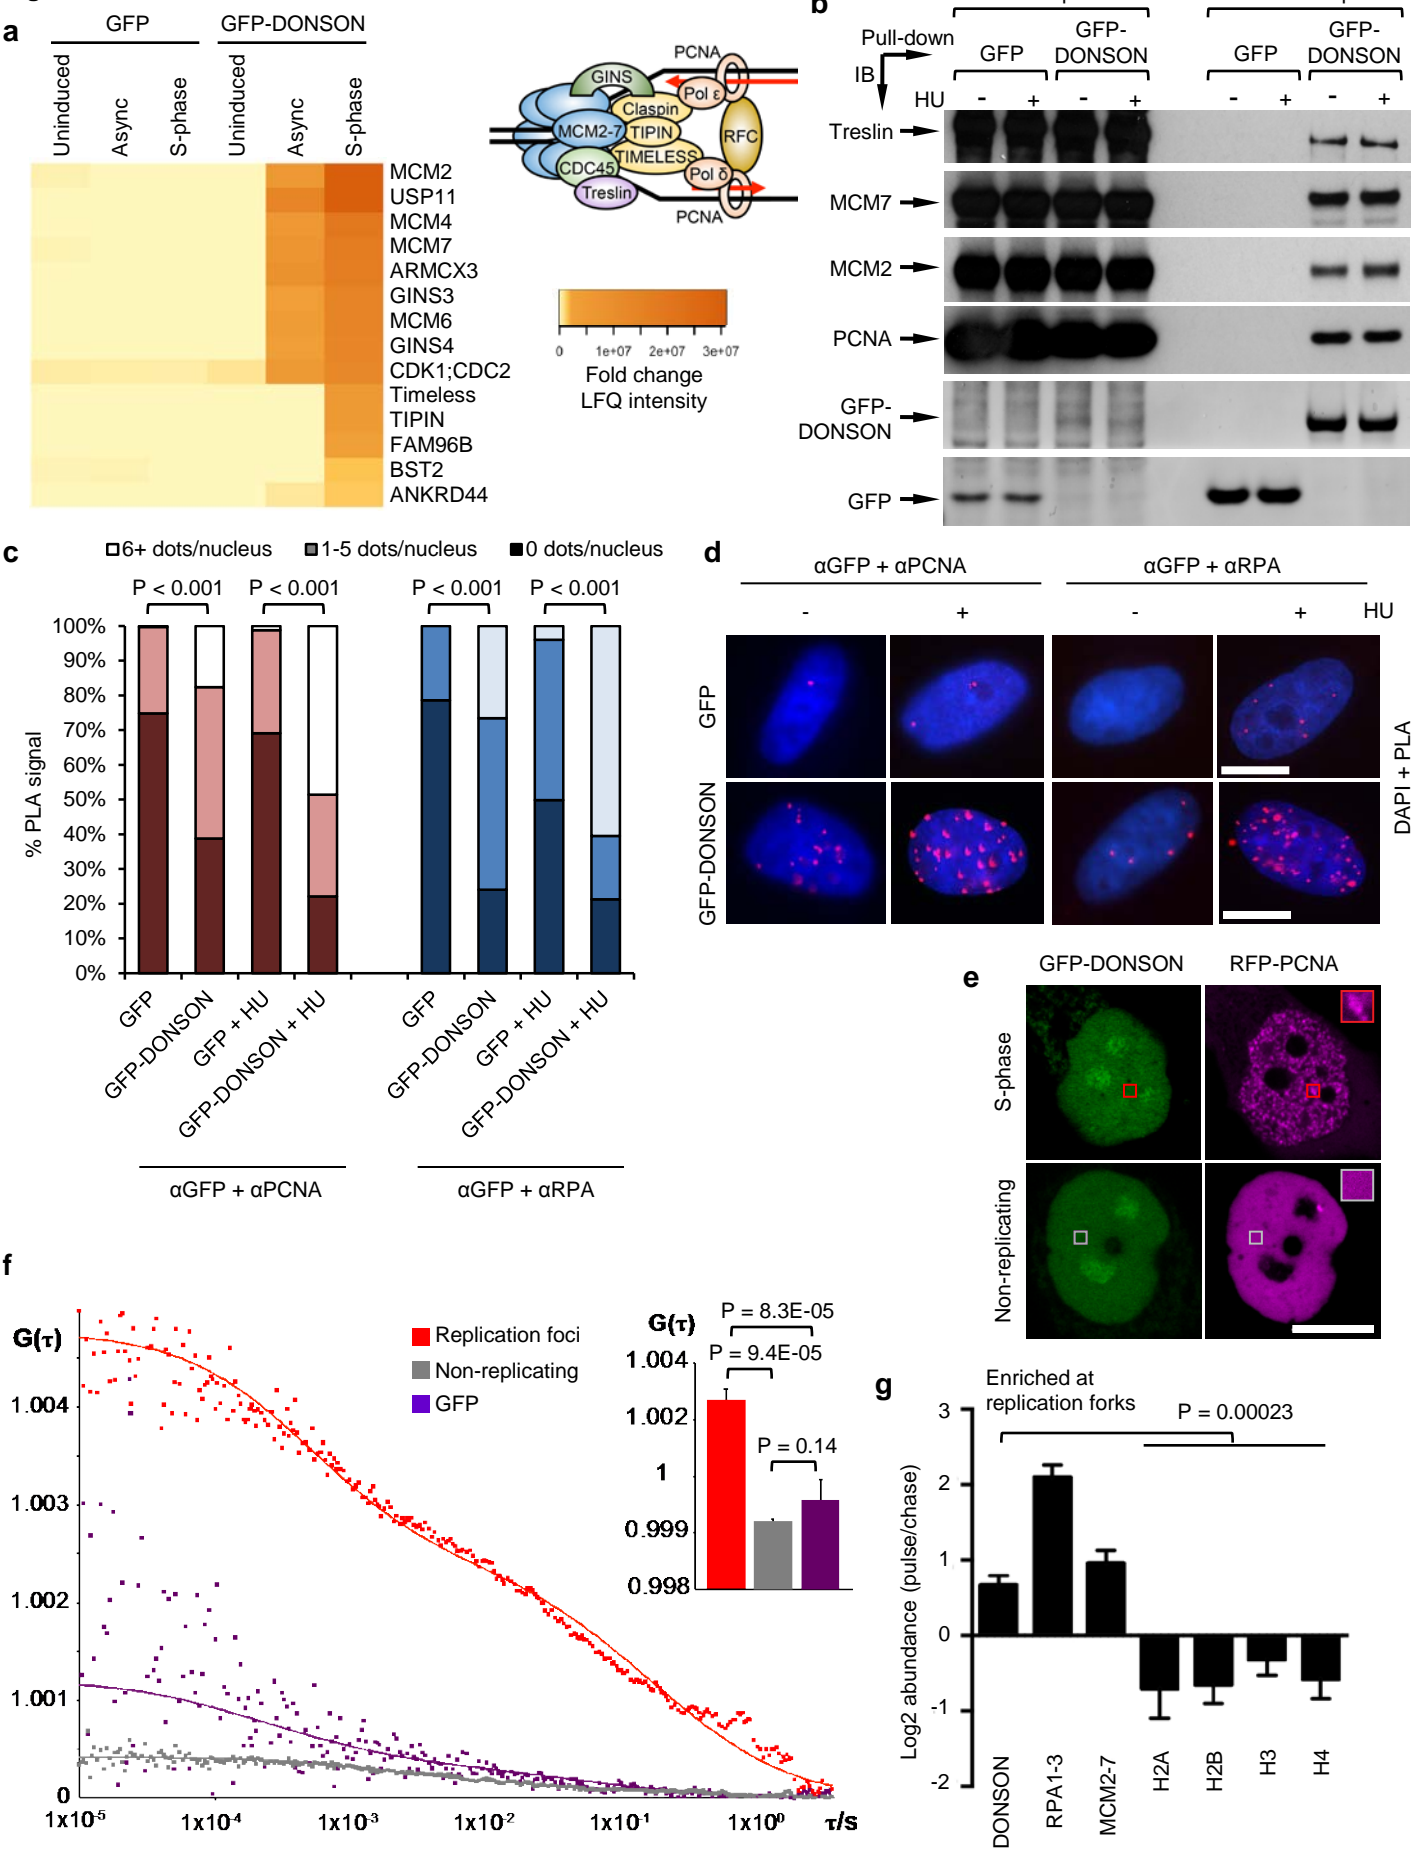 a
GFP
GFP-DONSON
Uninduced
Async
S-phase
Uninduced
Async
S-phase
MCM2
USP11
MCM4
MCM7
ARMCX3
GINS3
MCM6
GINS4
CDK1;CDC2
Timeless
TIPIN
FAM96B
BST2
ANKRD44
PCNA
GINS
Pol ε
Claspin
MCM2-7
TIPIN
RFC
TIMELESS
CDC45
Pol δ
Treslin
PCNA
0 1e+07 2e+07 3e+07
Fold change
LFQ intensity
b
Pull-down
IB
GFP
GFP-
DONSON
GFP
GFP-
DONSON
HU - + - + - + - +
Treslin
MCM7
MCM2
PCNA
GFP-
DONSON
GFP
c
6+ dots/nucleus
1-5 dots/nucleus
0 dots/nucleus
P < 0.001
P < 0.001
P < 0.001
P < 0.001
% PLA signal
100%
90%
80%
70%
60%
50%
40%
30%
20%
10%
0%
GFP
GFP-DONSON
GFP + HU
GFP-DONSON + HU
GFP
GFP-DONSON
GFP + HU
GFP-DONSON + HU
αGFP + αPCNA
αGFP + αRPA
d
αGFP + αPCNA
αGFP + αRPA
- + - + HU
GFP
GFP-DONSON
DAPI + PLA
e
GFP-DONSON
RFP-PCNA
S-phase
Non-replicating
f
G(τ)
1.004
1.003
1.002
1.001
0
1x10-5
1x10-4
1x10-3
1x10-2
1x10-1
1x100
τ/s
Replication foci
Non-replicating
GFP
G(τ)
P = 8.3E-05
P = 9.4E-05
P = 0.14
1.004
1.002
1
0.999
0.998
g
Enriched at
replication forks
P = 0.00023
Log2 abundance (pulse/chase)
3
2
1
0
-1
-2
DONSON
RPA1-3
MCM2-7
H2A
H2B
H3
H4